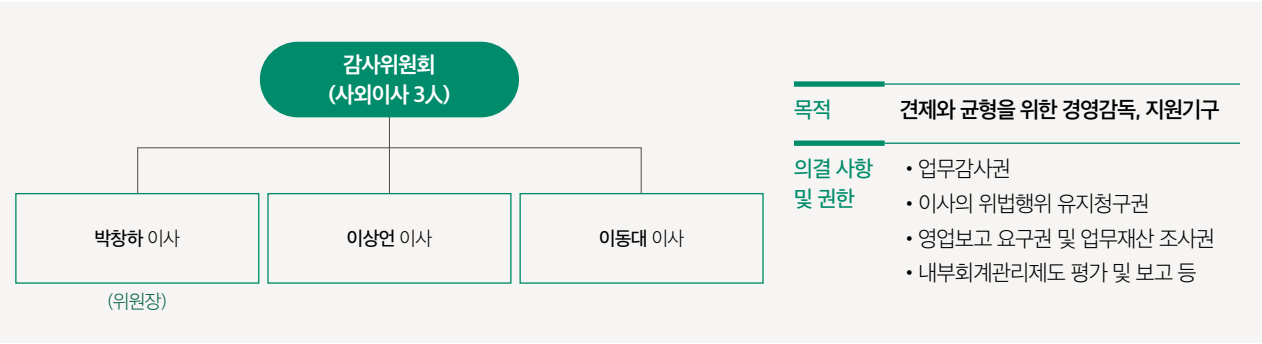 감사위원회
(사외이사 3人)
박창하 이사
이상언 이사
이동대 이사
(위원장)
목적
견제와 균형을 위한 경영감독, 지원기구
의결 사항
및 권한
• 업무감사권
• 이사의 위법행위 유지청구권
• 영업보고 요구권 및 업무재산 조사권
• 내부회계관리제도 평가 및 보고 등